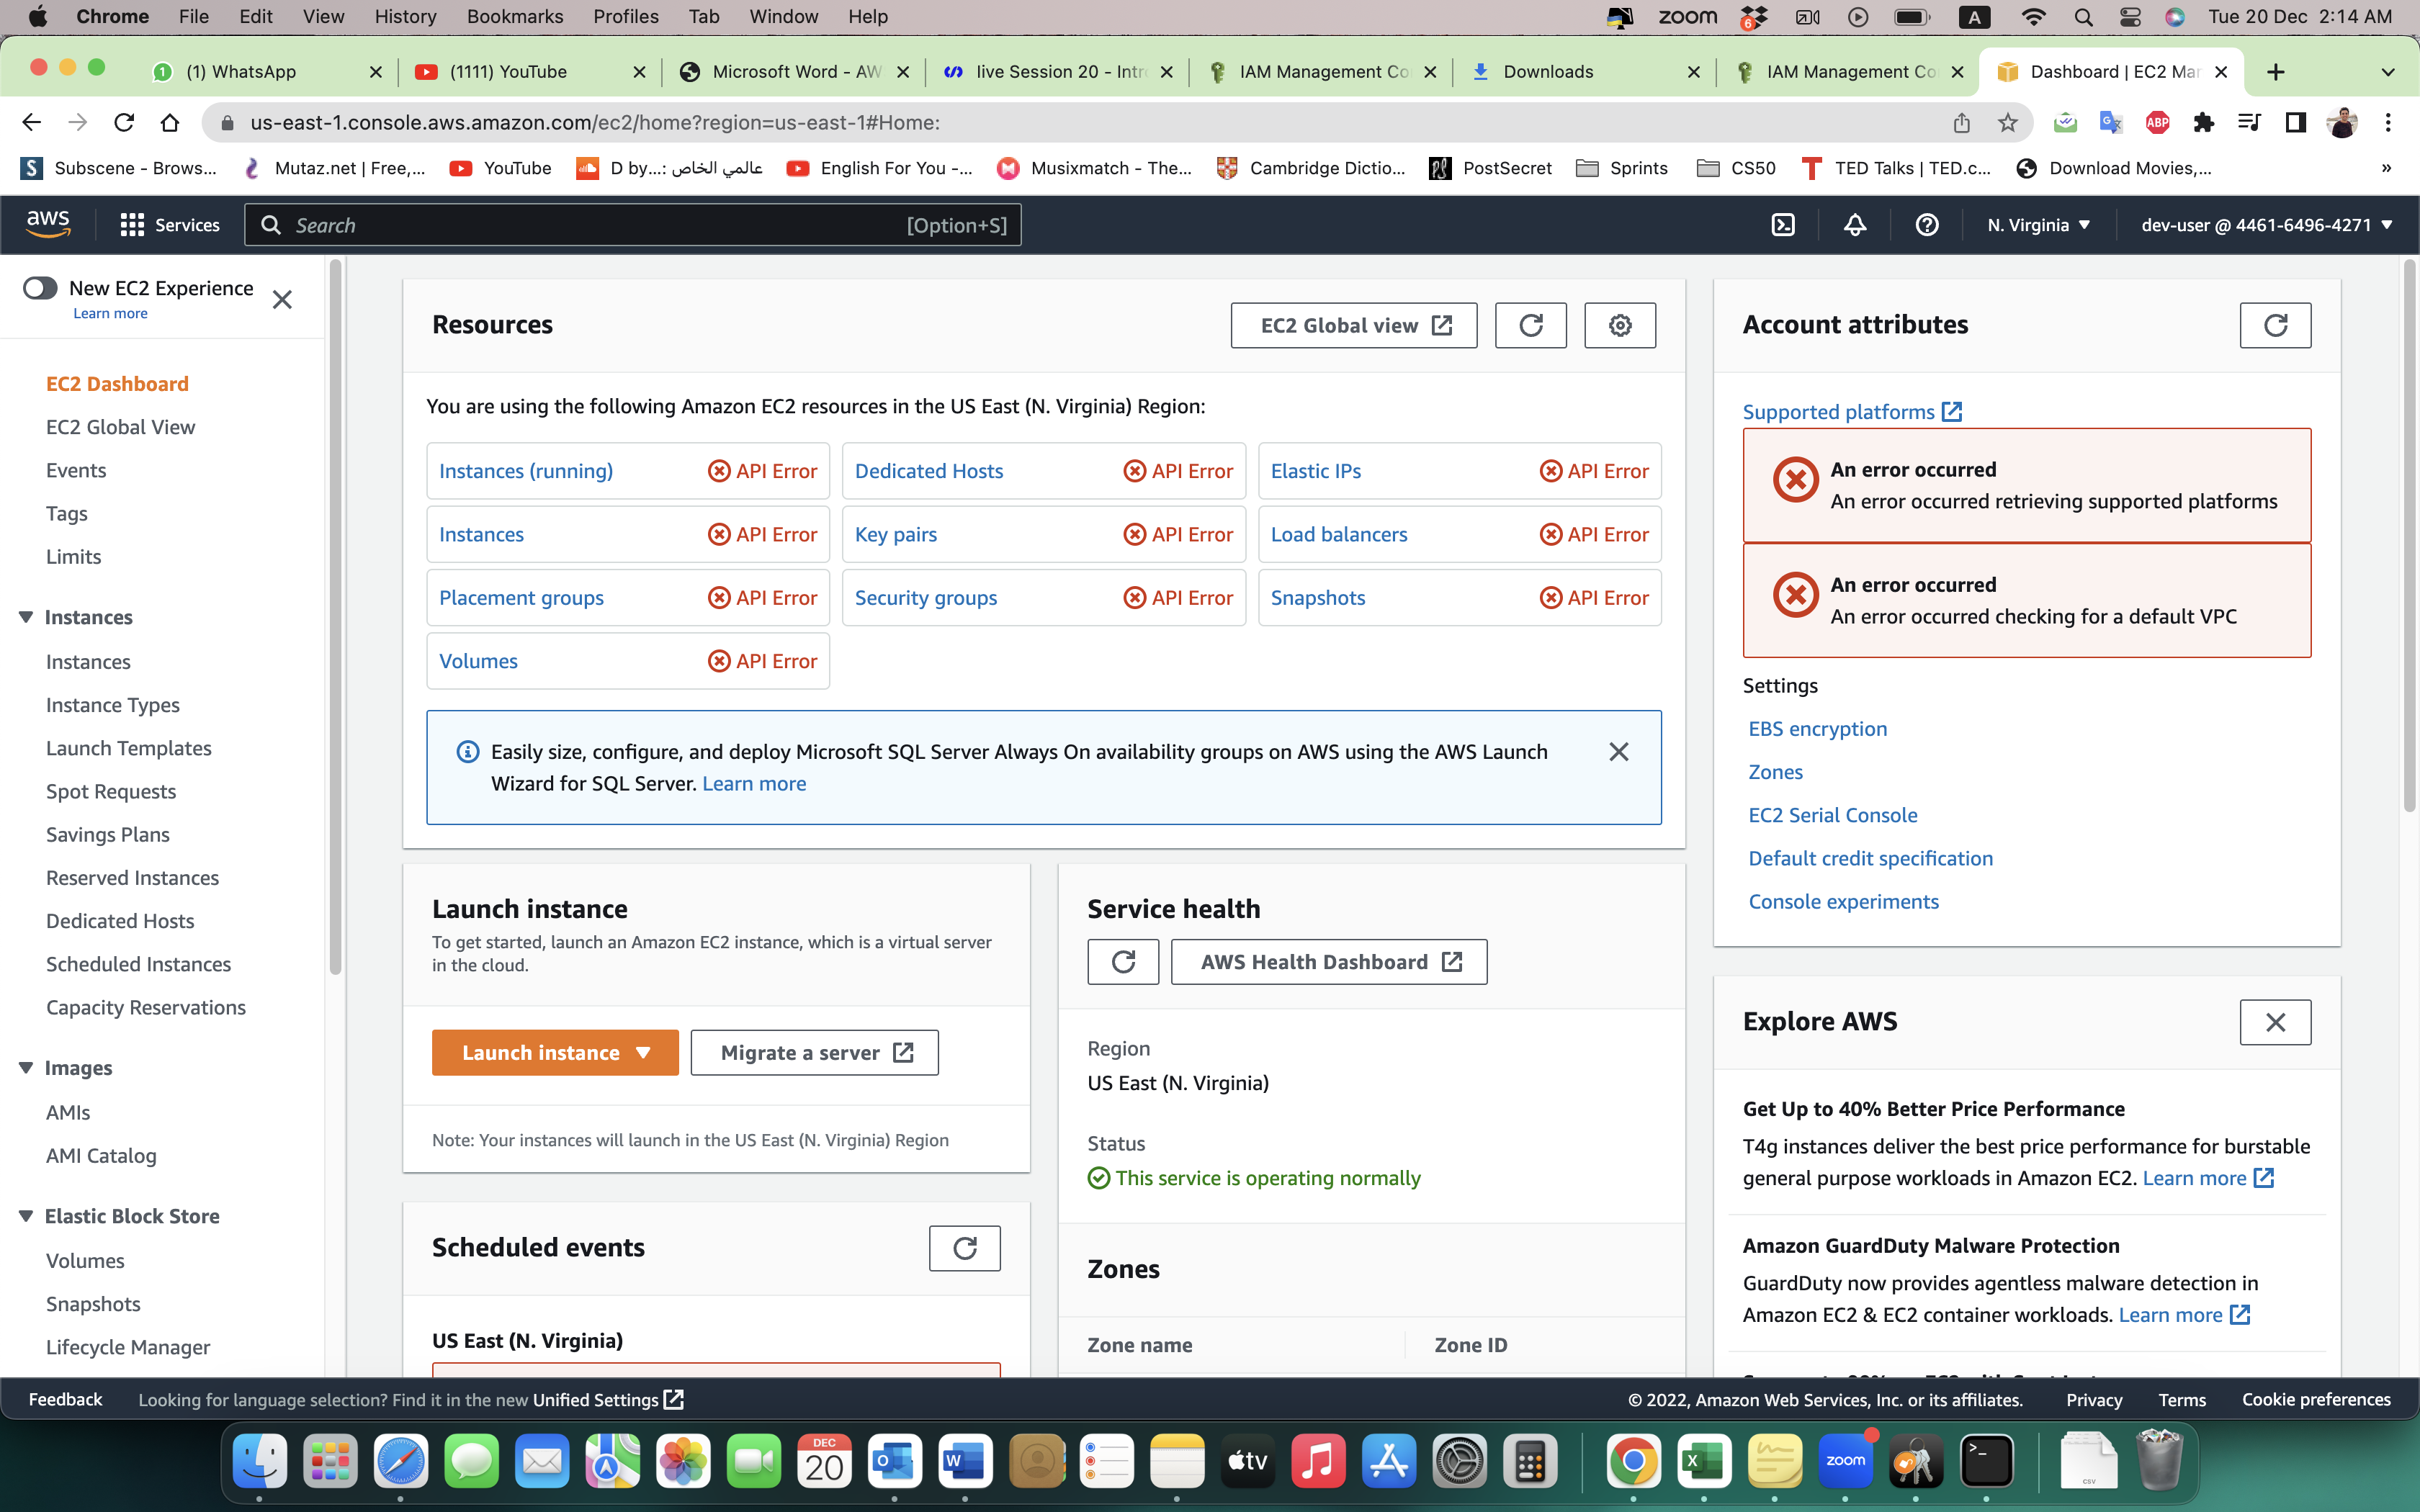 Chrome File Edit View History Bookmarks Profiles Tab Window Help zoom 6 A Tue 20 Dec 2:14 AM
1 (1) WhatsApp (1111) YouTube Microsoft Word - AW live Session 20 - Intr IAM Management Co Downloads IAM Management Co Dashboard | EC2 Mar
us-east-1.console.aws.amazon.com/ec2/home?region=us-east-1#Home: ABP
S Subscene - Brows... Mutaz.net | Free,... YouTube D by...: عالمي الخاص English For You -... Musixmatch - The... Cambridge Dictio... PostSecret Sprints CS50 TED Talks | TED.c... Download Movies,... »
aws Services Search [Option+S] N. Virginia dev-user @ 4461-6496-4271
New EC2 Experience
Learn more
EC2 Dashboard
EC2 Global View
Events
Tags
Limits
Instances
Instances
Instance Types
Launch Templates
Spot Requests
Savings Plans
Reserved Instances
Dedicated Hosts
Scheduled Instances
Capacity Reservations
Images
AMIs
AMI Catalog
Elastic Block Store
Volumes
Snapshots
Lifecycle Manager
Resources EC2 Global view
You are using the following Amazon EC2 resources in the US East (N. Virginia) Region:
Instances (running) API Error Dedicated Hosts API Error Elastic IPs API Error
Instances API Error Key pairs API Error Load balancers API Error
Placement groups API Error Security groups API Error Snapshots API Error
Volumes API Error
Easily size, configure, and deploy Microsoft SQL Server Always On availability groups on AWS using the AWS Launch
Wizard for SQL Server. Learn more
Launch instance
To get started, launch an Amazon EC2 instance, which is a virtual server
in the cloud.
Launch instance Migrate a server
Note: Your instances will launch in the US East (N. Virginia) Region
Scheduled events
US East (N. Virginia)
Service health
AWS Health Dashboard
Region
US East (N. Virginia)
Status
This service is operating normally
Zones
Zone name Zone ID
Account attributes
Supported platforms
An error occurred
An error occurred retrieving supported platforms
An error occurred
An error occurred checking for a default VPC
Settings
EBS encryption
Zones
EC2 Serial Console
Default credit specification
Console experiments
Explore AWS
Get Up to 40% Better Price Performance
T4g instances deliver the best price performance for burstable
general purpose workloads in Amazon EC2. Learn more
Amazon GuardDuty Malware Protection
GuardDuty now provides agentless malware detection in
Amazon EC2 & EC2 container workloads. Learn more
Feedback Looking for language selection? Find it in the new Unified Settings © 2022, Amazon Web Services, Inc. or its affiliates. Privacy Terms Cookie preferences
DEC
20 tv zoom csv